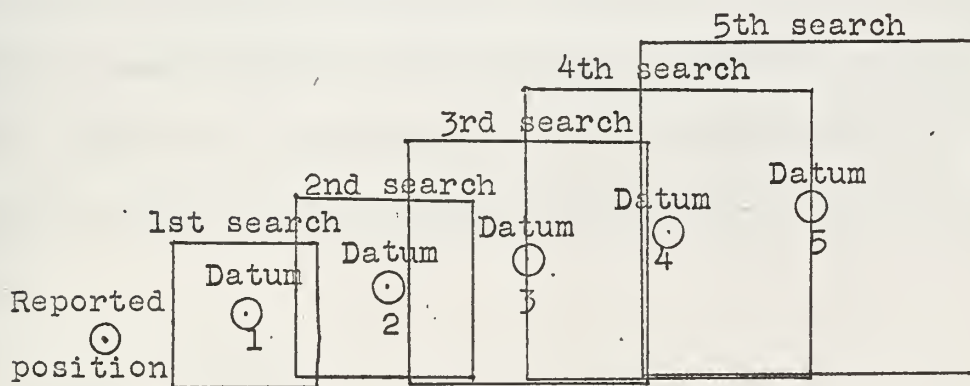 5th search
4th search
3rd search
2nd search
1st search
Datum
5
Datum
4
Datum
3
Datum
2
Datum
1
Reported
position